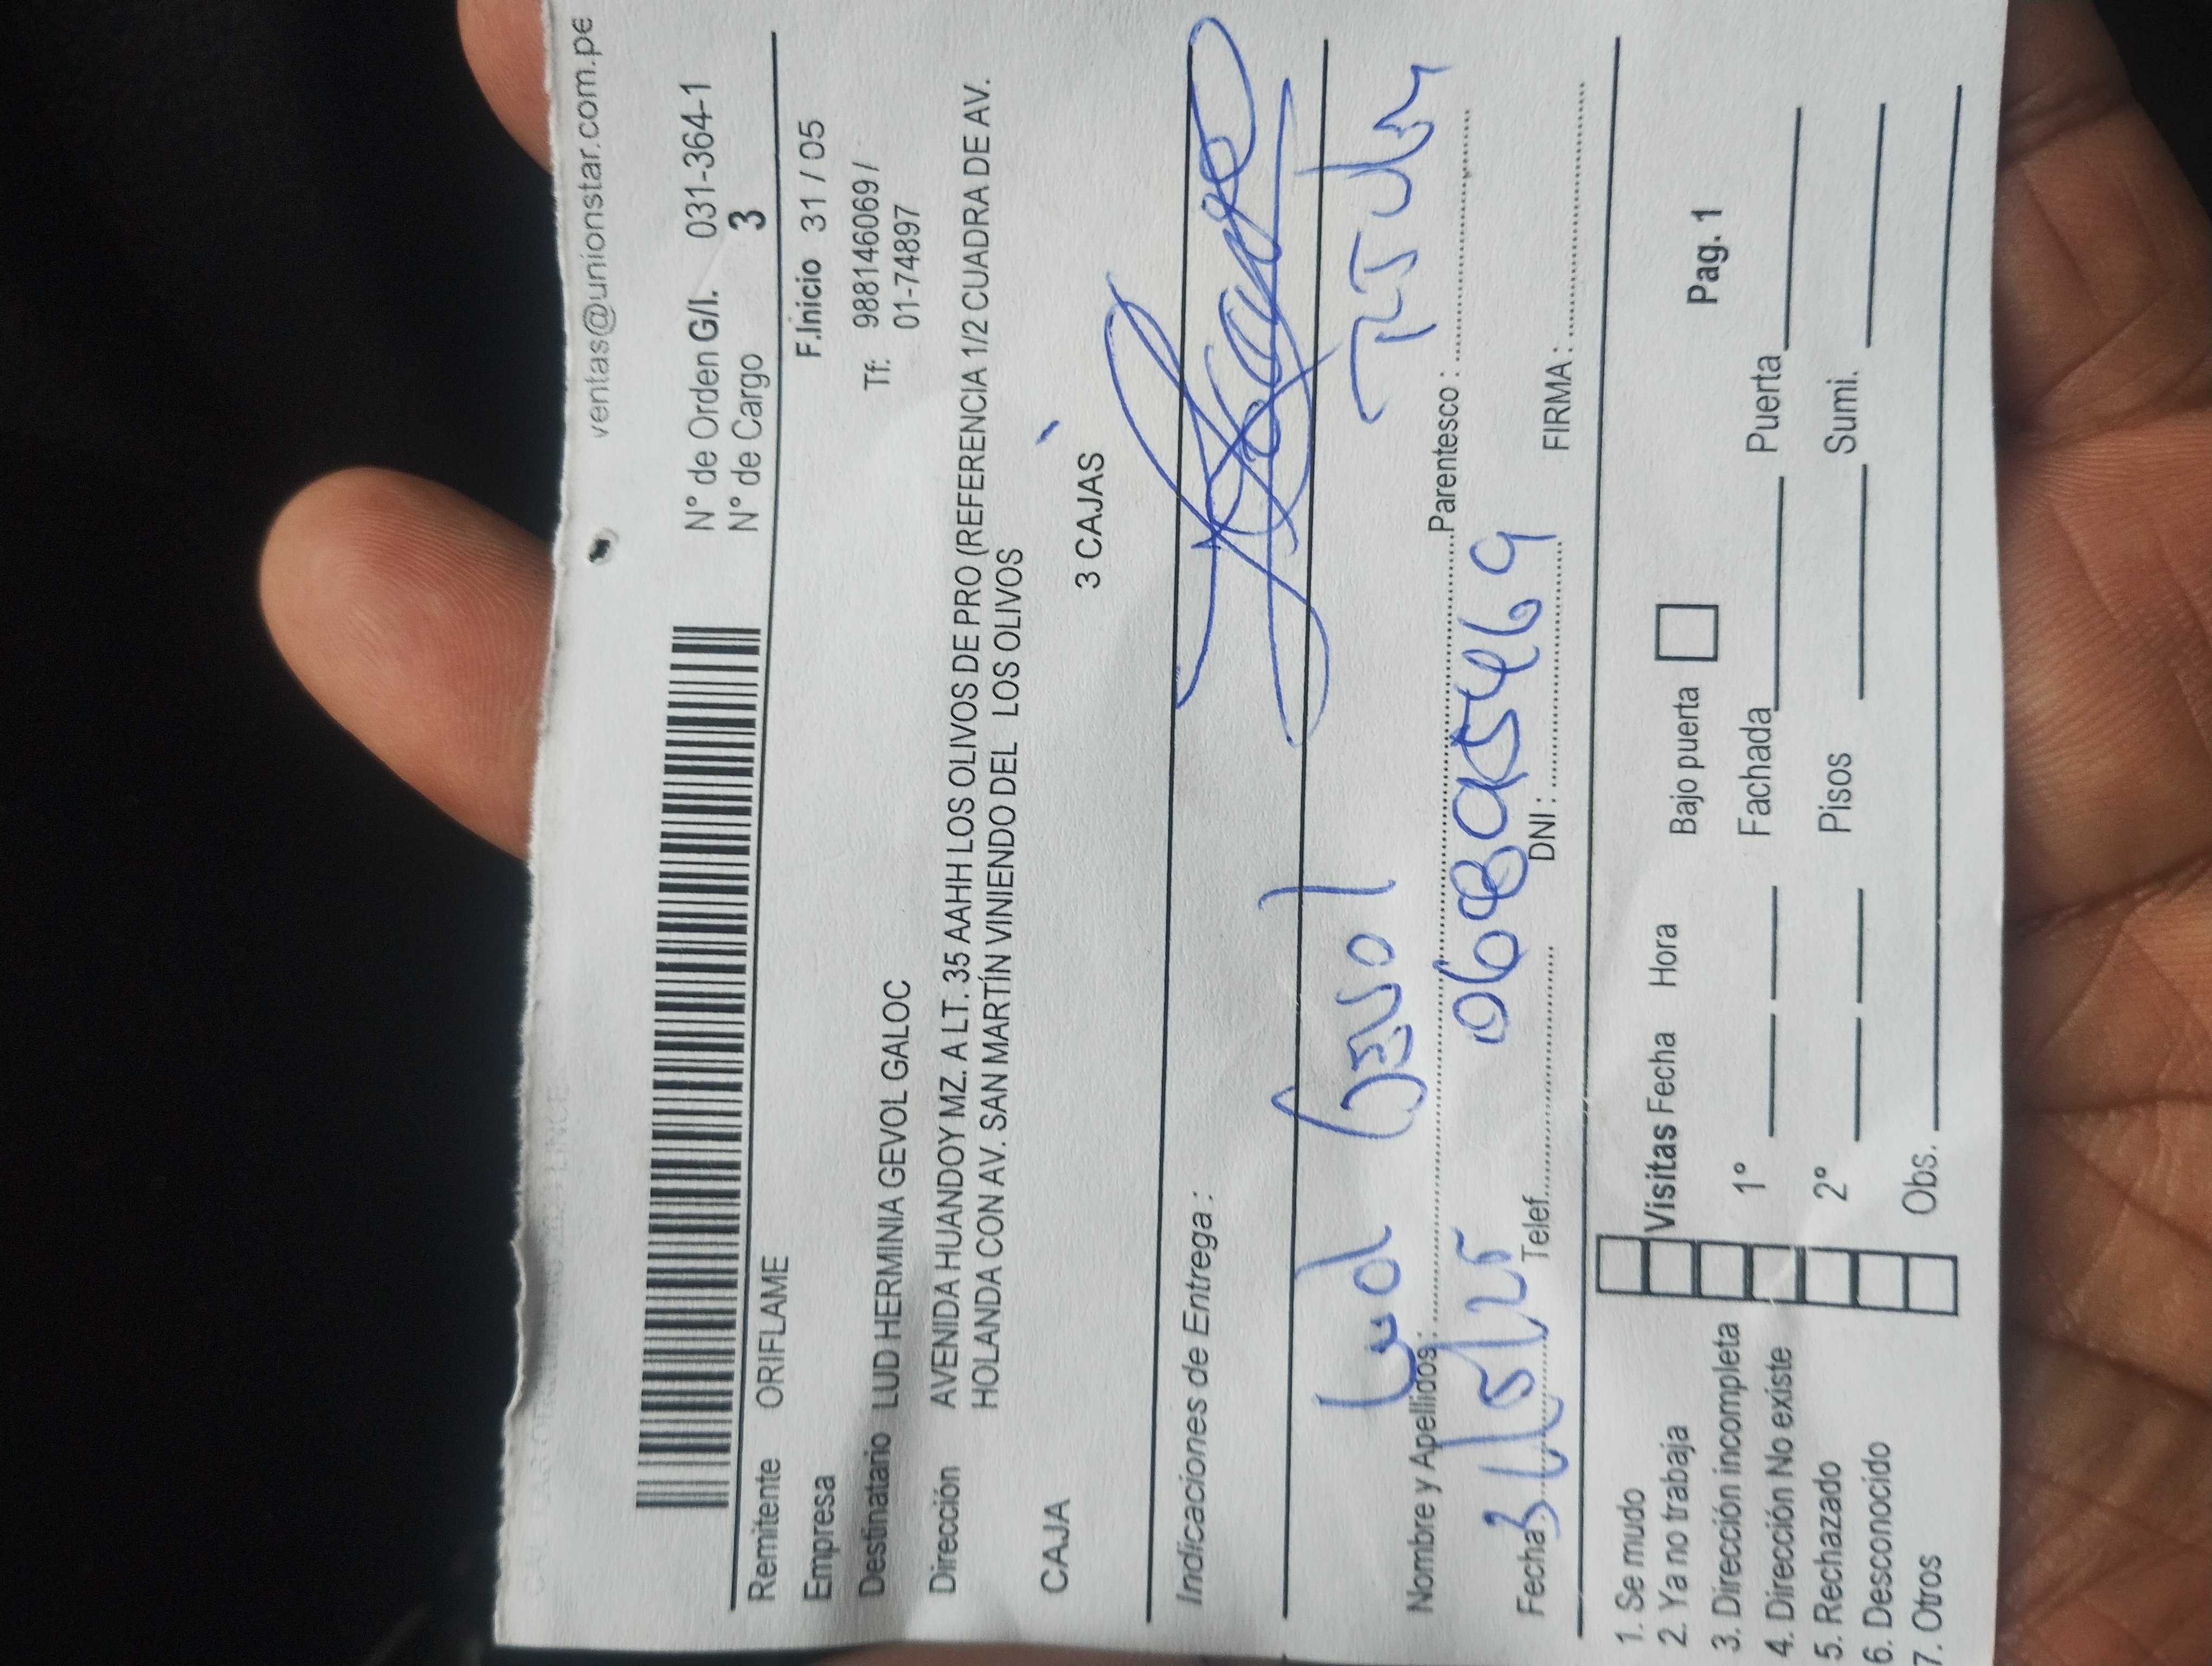 ventas@unionstar.com.pe
N° de Orden G/I. 031-364-1
N° de Cargo 3
Remitente ORIFLAME
F.Inicio 31 / 05
Empresa
Destinatario LUD HERMINIA GEVOL GALOC
Tf: 988146069 /
01-74897
Dirección AVENIDA HUANDOY MZ. A LT. 35 AAHH LOS OLIVOS DE PRO (REFERENCIA 1/2 CUADRA DE AV.
HOLANDA CON AV. SAN MARTÍN VINIENDO DEL LOS OLIVOS
CAJA
3 CAJAS
Indicaciones de Entrega :
Lud Gevol
Nombre y Apellidos: Parentesco :
31/5/25
Fecha: Telef. DNI : FIRMA :
1. Se mudo
2. Ya no trabaja
3. Dirección incompleta
4. Dirección No existe
5. Rechazado
6. Desconocido
7. Otros
Visitas Fecha Hora Bajo puerta Pag. 1
1° Fachada Puerta
2° Pisos Sumi.
Obs.